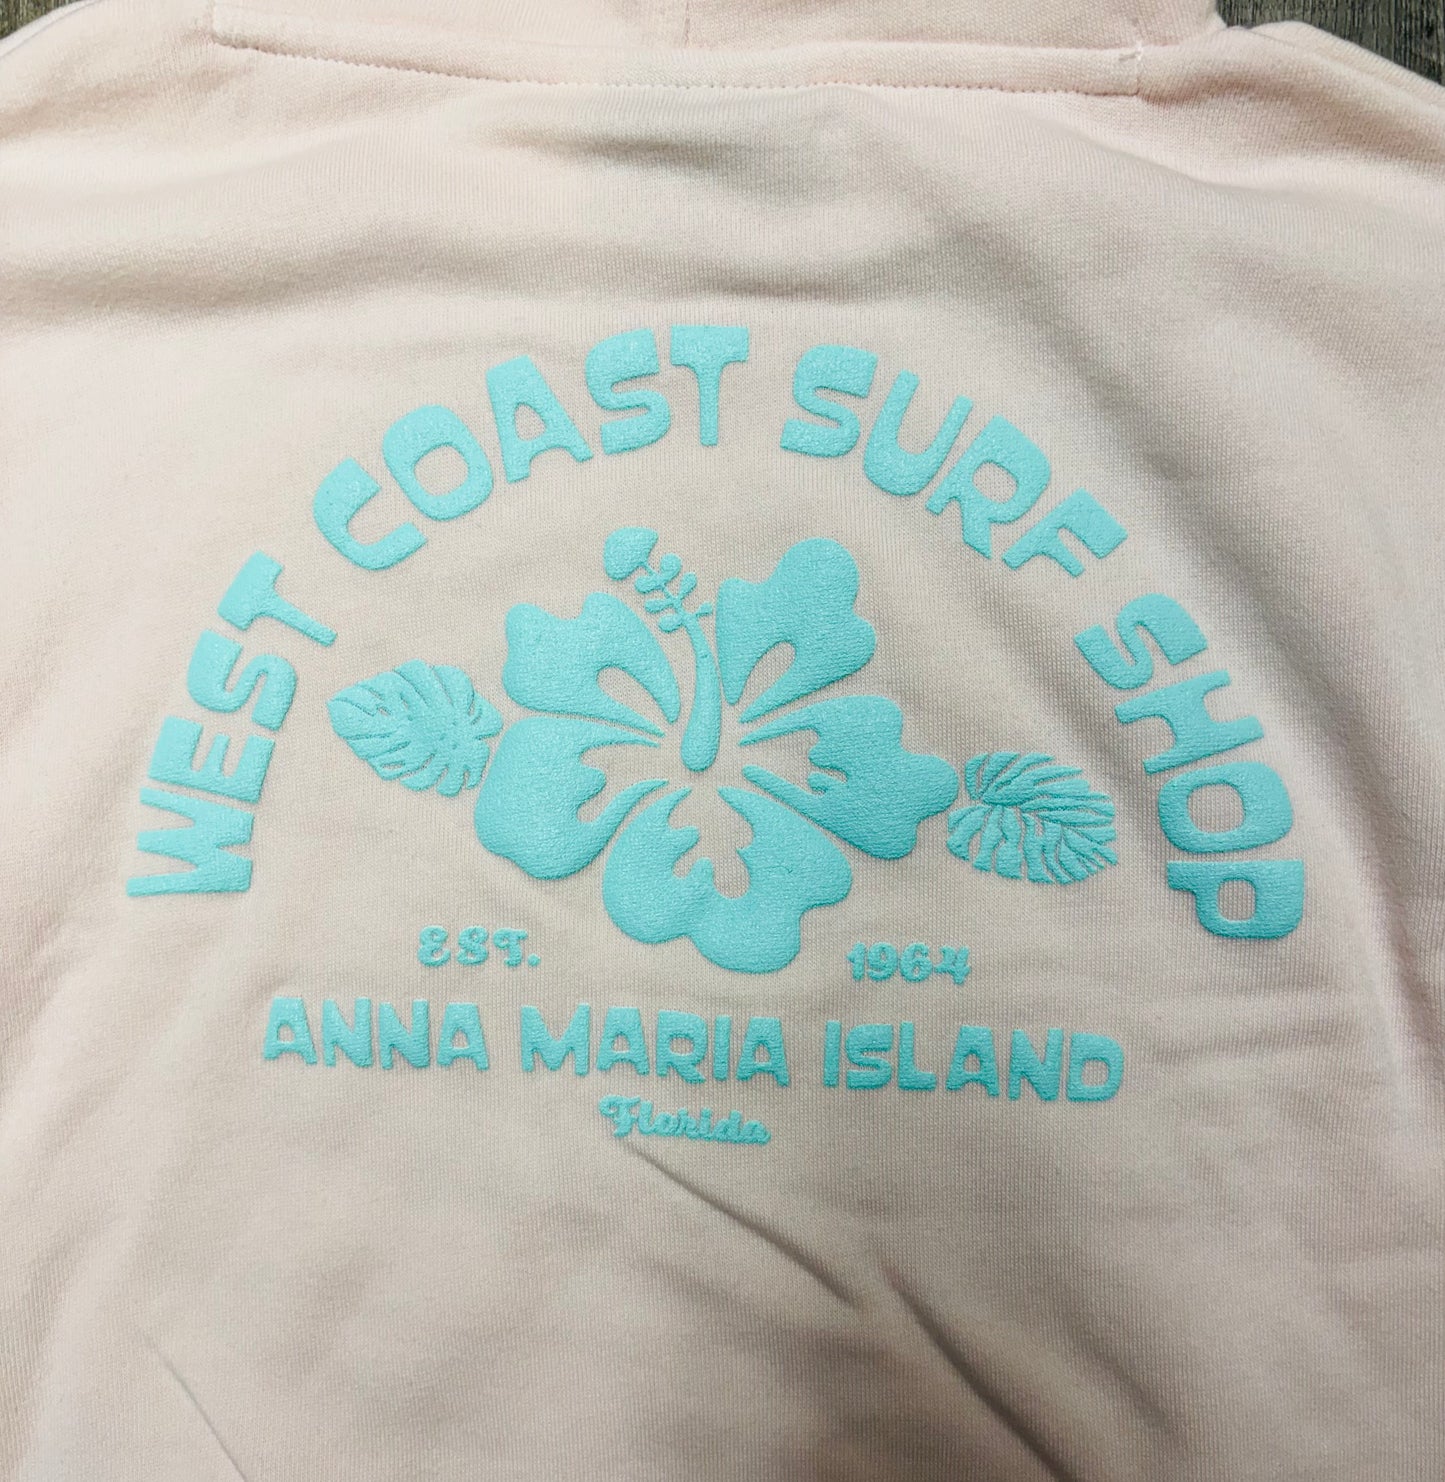 WEST COAST SURF SHOP
EST. 1964
ANNA MARIA ISLAND
Florida